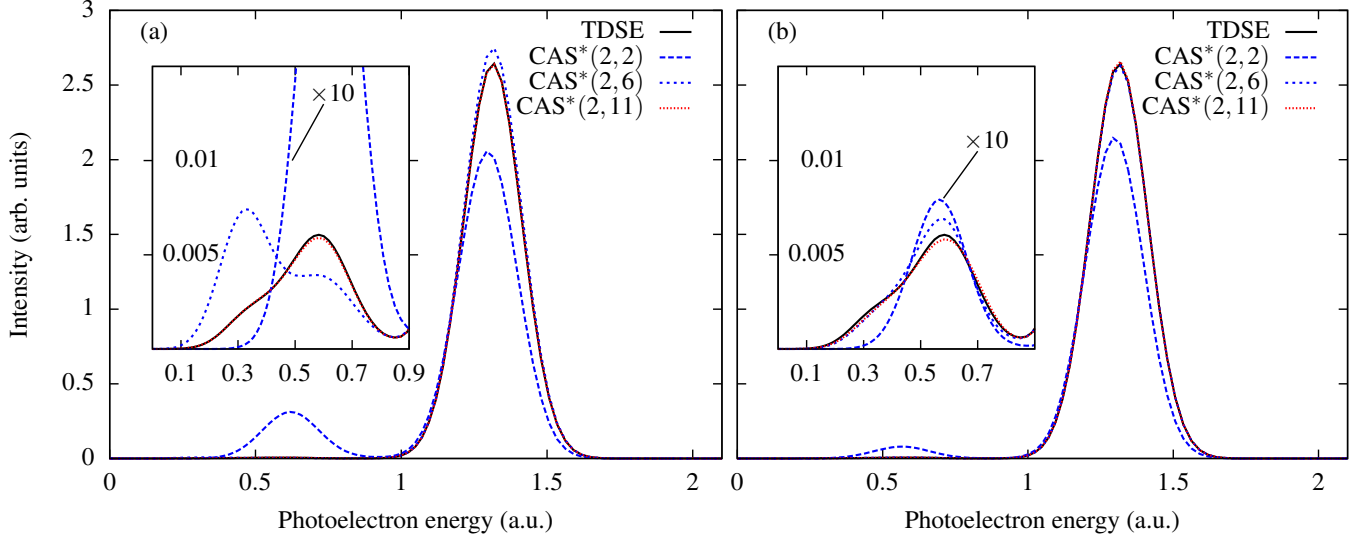 (a)
TDSE
CAS*(2,2)
CAS*(2,6)
CAS*(2,11)
×10
0.01
0.005
0.1 0.3 0.5 0.7 0.9
3
2.5
2
1.5
1
0.5
0
0 0.5 1 1.5 2
Intensity (arb. units)
Photoelectron energy (a.u.)
(b)
TDSE
CAS*(2,2)
CAS*(2,6)
CAS*(2,11)
×10
0.01
0.005
0.1 0.3 0.5 0.7
0 0.5 1 1.5 2
Photoelectron energy (a.u.)